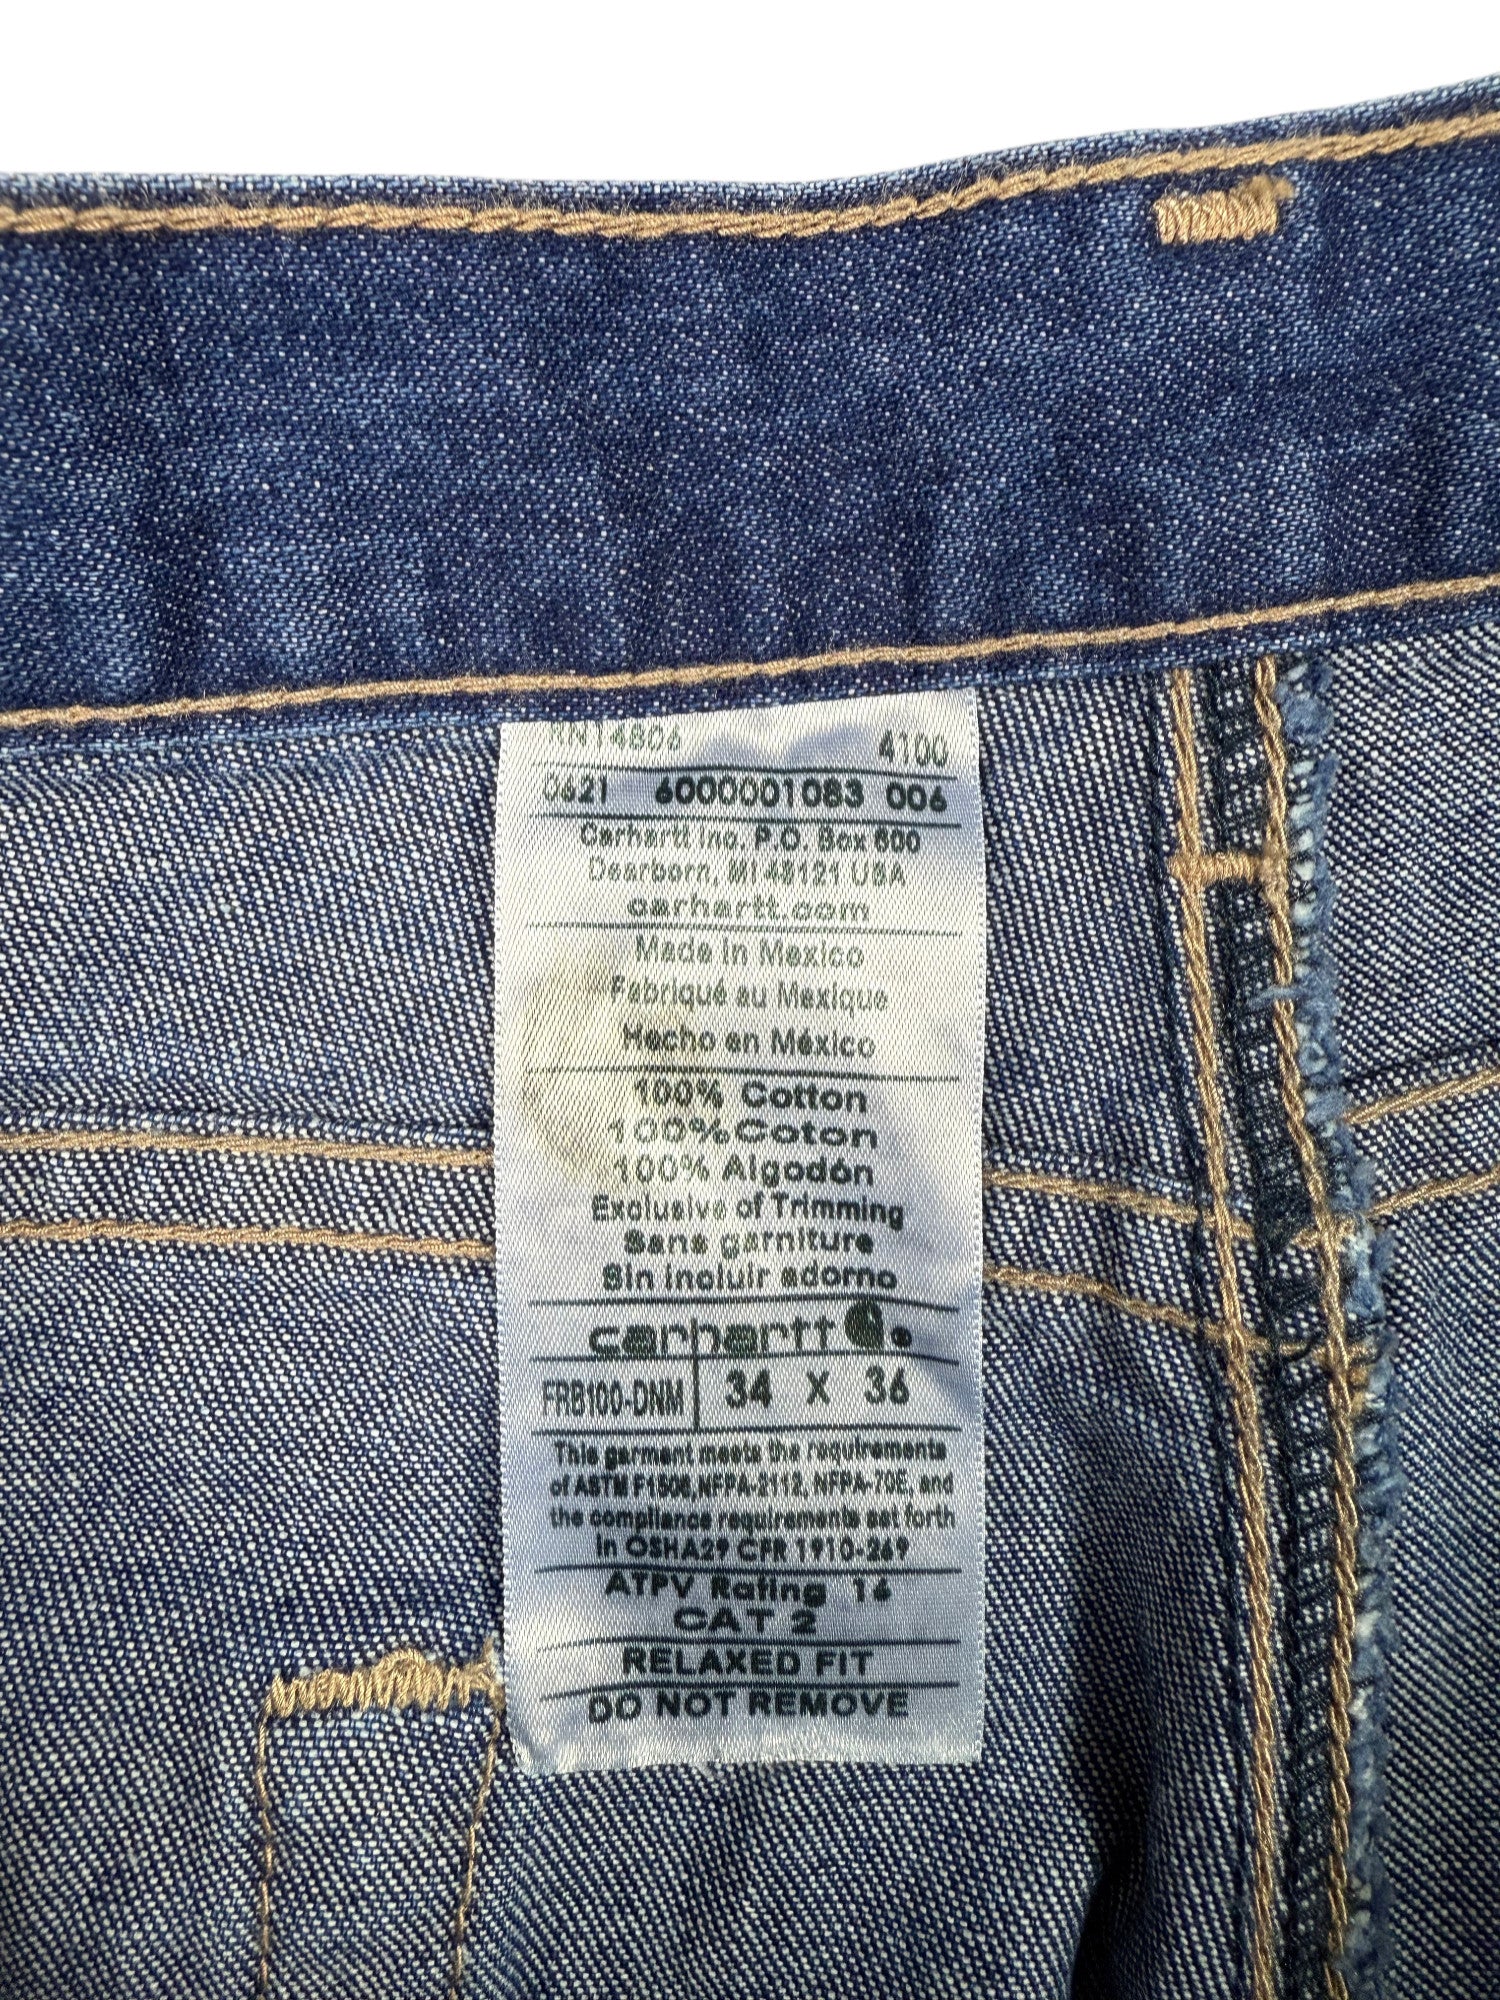 RN14806 4100
0621 6000001083 006
Carhartt Inc. P.O. Box 600
Dearborn, MI 48121 USA
carhartt.com
Made in Mexico
Fabriqué au Mexique
Hecho en México
100% Cotton
100% Coton
100% Algodón
Exclusive of Trimming
Sans garniture
Sin incluir adorno
carhartt
FRB100-DNM 34 X 36
This garment meets the requirements
of ASTM F1506, NFPA-2112, NFPA-70E, and
the compliance requirements set forth
in OSHA29 CFR 1910-269
ATPV Rating 16
CAT 2
RELAXED FIT
DO NOT REMOVE